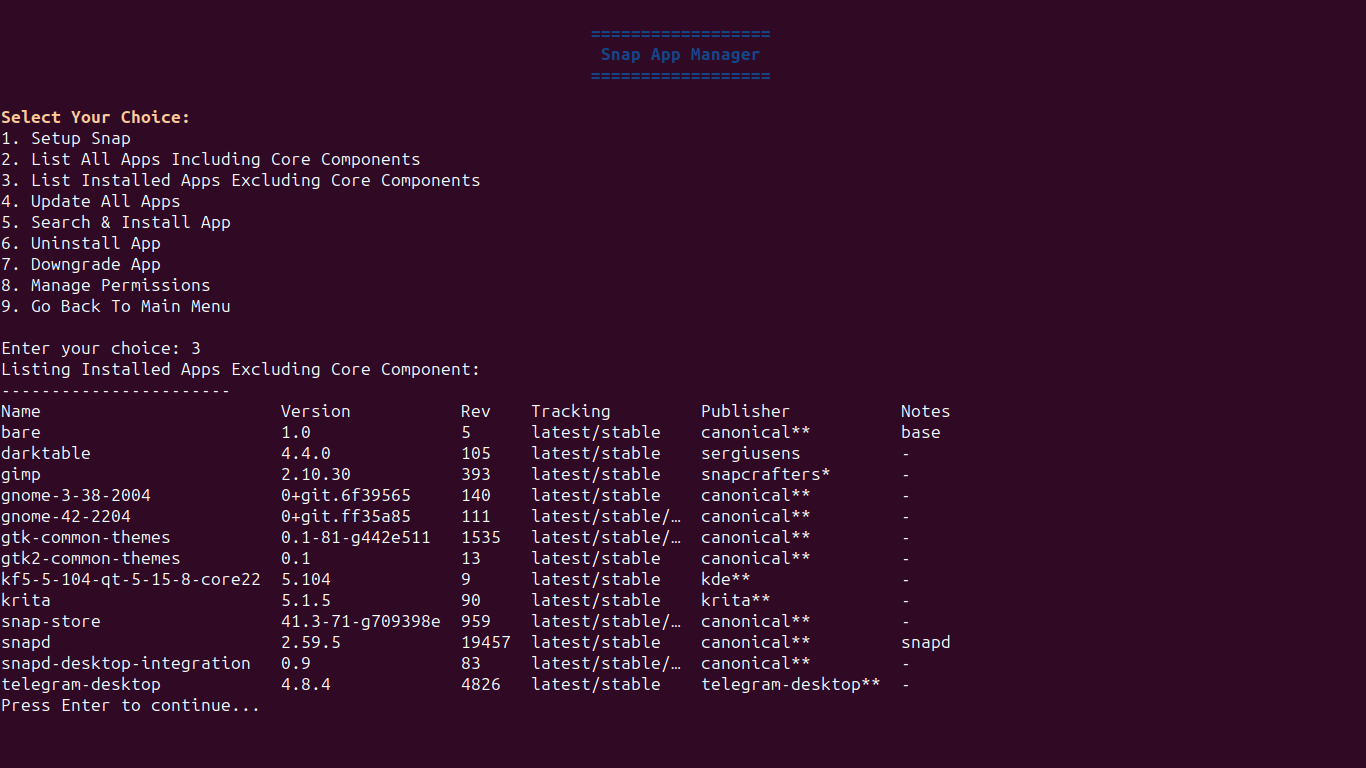 ==================
Snap App Manager
==================
Select Your Choice:
1. Setup Snap
2. List All Apps Including Core Components
3. List Installed Apps Excluding Core Components
4. Update All Apps
5. Search & Install App
6. Uninstall App
7. Downgrade App
8. Manage Permissions
9. Go Back To Main Menu
Enter your choice: 3
Listing Installed Apps Excluding Core Component:
-----------------------
Name                        Version           Rev    Tracking         Publisher           Notes
bare                        1.0               5      latest/stable    canonical**         base
darktable                   4.4.0             105    latest/stable    sergiusens          -
gimp                        2.10.30           393    latest/stable    snapcrafters*       -
gnome-3-38-2004             0+git.6f39565     140    latest/stable    canonical**         -
gnome-42-2204               0+git.ff35a85     111    latest/stable/…  canonical**         -
gtk-common-themes           0.1-81-g442e511   1535   latest/stable/…  canonical**         -
gtk2-common-themes          0.1               13     latest/stable    canonical**         -
kf5-5-104-qt-5-15-8-core22  5.104             9      latest/stable    kde**               -
krita                       5.1.5             90     latest/stable    krita**             -
snap-store                  41.3-71-g709398e  959    latest/stable/…  canonical**         -
snapd                       2.59.5            19457  latest/stable    canonical**         snapd
snapd-desktop-integration   0.9               83     latest/stable/…  canonical**         -
telegram-desktop            4.8.4             4826   latest/stable    telegram-desktop**  -
Press Enter to continue...